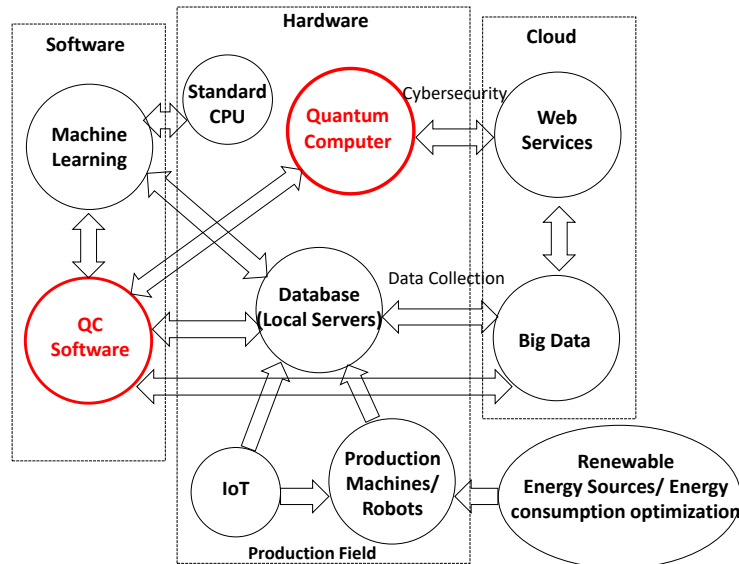 Hardware
Software
Cloud
Standard
CPU
Quantum
Computer
Cybersecurity
Web
Services
Machine
Learning
Database
(Local Servers)
Data Collection
QC
Software
Big Data
IoT
Production
Machines/
Robots
Renewable
Energy Sources/ Energy
consumption optimization
Production Field